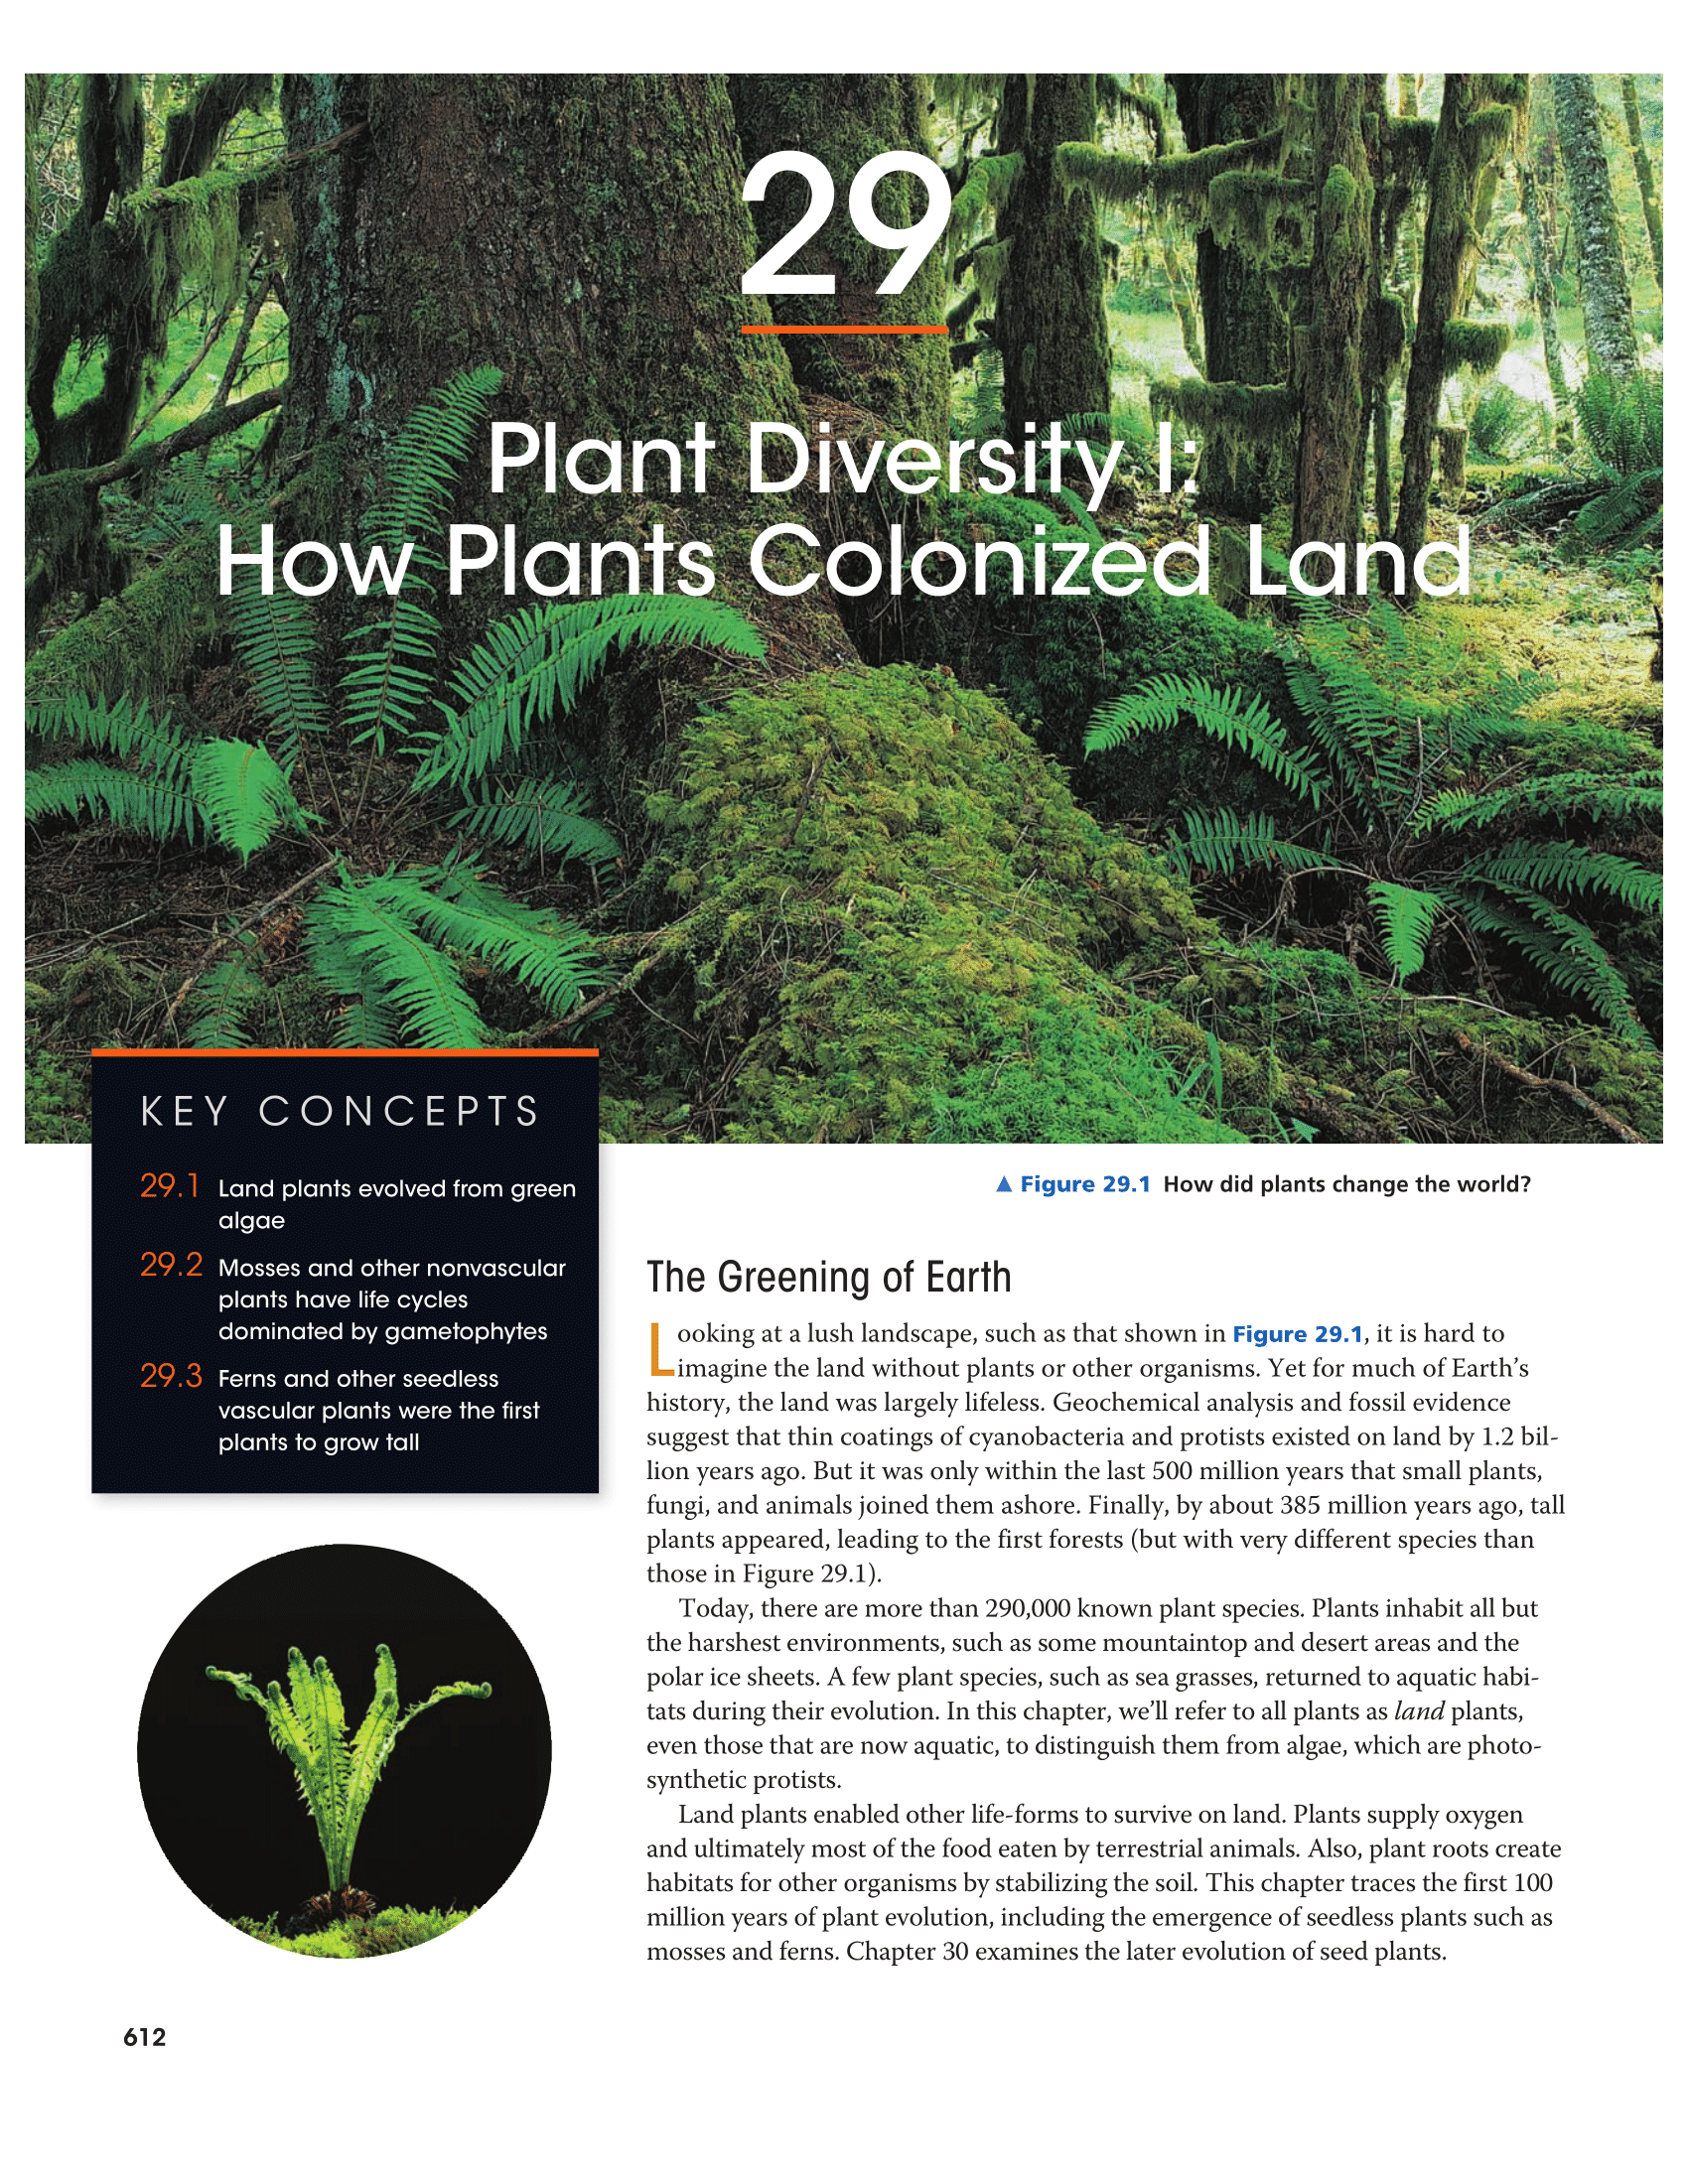 29
Plant Diversity I:
How Plants Colonized Land
KEY CONCEPTS
29.1 Land plants evolved from green
algae
29.2 Mosses and other nonvascular
plants have life cycles
dominated by gametophytes
29.3 Ferns and other seedless
vascular plants were the first
plants to grow tall
▲ Figure 29.1 How did plants change the world?
The Greening of Earth
Looking at a lush landscape, such as that shown in Figure 29.1, it is hard to
imagine the land without plants or other organisms. Yet for much of Earth’s
history, the land was largely lifeless. Geochemical analysis and fossil evidence
suggest that thin coatings of cyanobacteria and protists existed on land by 1.2 bil-
lion years ago. But it was only within the last 500 million years that small plants,
fungi, and animals joined them ashore. Finally, by about 385 million years ago, tall
plants appeared, leading to the first forests (but with very different species than
those in Figure 29.1).
Today, there are more than 290,000 known plant species. Plants inhabit all but
the harshest environments, such as some mountaintop and desert areas and the
polar ice sheets. A few plant species, such as sea grasses, returned to aquatic habi-
tats during their evolution. In this chapter, we’ll refer to all plants as land plants,
even those that are now aquatic, to distinguish them from algae, which are photo-
synthetic protists.
Land plants enabled other life-forms to survive on land. Plants supply oxygen
and ultimately most of the food eaten by terrestrial animals. Also, plant roots create
habitats for other organisms by stabilizing the soil. This chapter traces the first 100
million years of plant evolution, including the emergence of seedless plants such as
mosses and ferns. Chapter 30 examines the later evolution of seed plants.
612